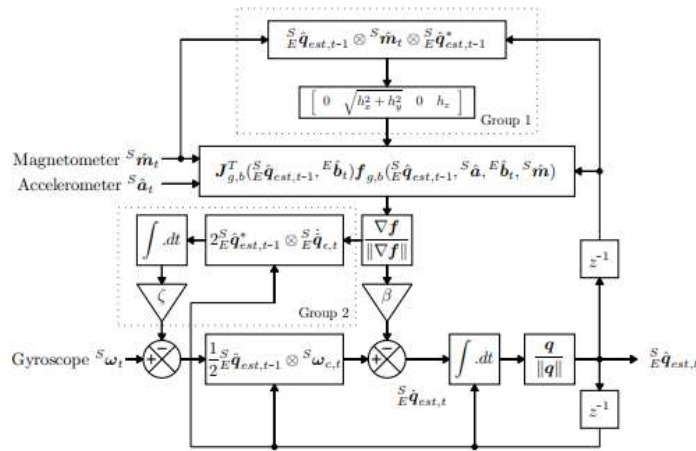 ˢ_E q̂_est,t-1 ⊗ ˢm̂_t ⊗ ˢ_E q̂*_est,t-1
[ 0 √(h_x² + h_y²) 0 h_z ]
Group 1
Magnetometer ˢm̂_t
Accelerometer ˢâ_t
J^T_g,b(ˢ_E q̂_est,t-1, ᴱb̂_t) f_g,b(ˢ_E q̂_est,t-1, ˢâ, ᴱb̂_t, ˢm̂)
∫ .dt
2 ˢ_E q̂*_est,t-1 ⊗ ˢ_E q̇̂_ε,t
∇f / ‖∇f‖
z⁻¹
ζ
β
Group 2
Gyroscope ˢω_t
+ −
½ ˢ_E q̂_est,t-1 ⊗ ˢω_c,t
+ −
∫ .dt
q / ‖q‖
ˢ_E q̂_est,t
ˢ_E q̇_est,t
z⁻¹